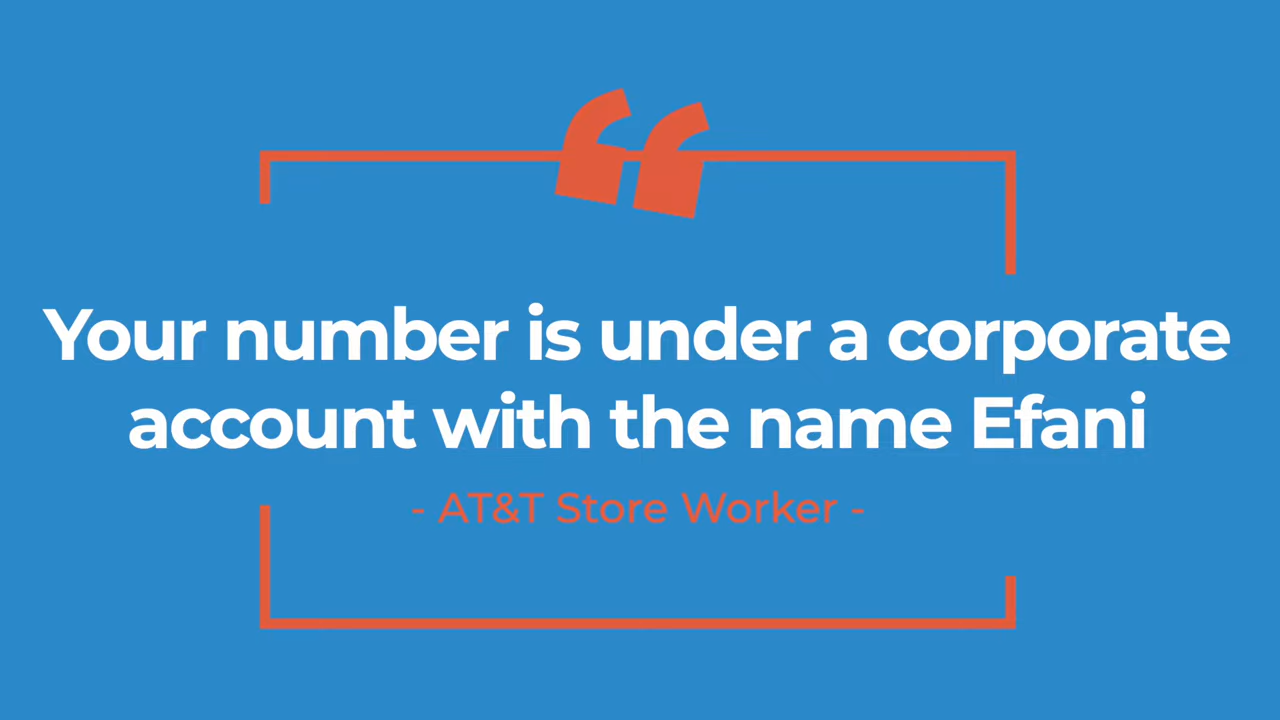 Your number is under a corporate
account with the name Efani
- AT&T Store Worker -